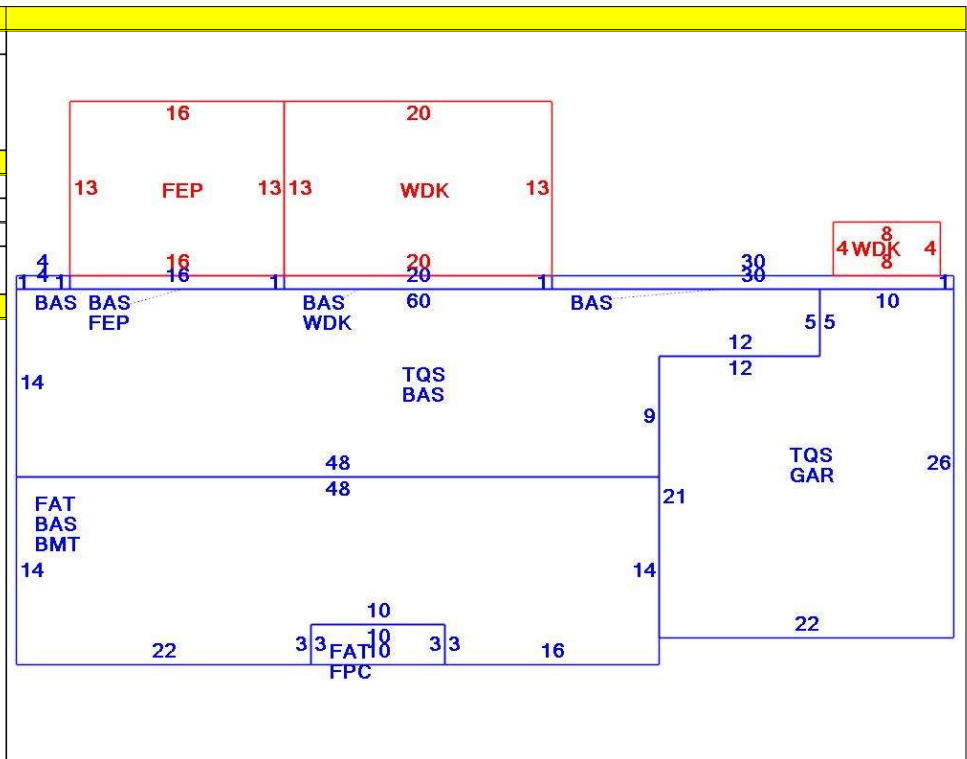 16 20
13 FEP 13 13 WDK 13
16 20
8
4 WDK 4
8
4 16 20 30
4 30
1 1 1 1 1
BAS BAS BAS 60 BAS 10
FEP WDK
5 5
12
12
14 TQS
BAS
9
TQS
GAR
26
48
48
21
FAT
BAS
BMT
14 14
10
10
3 3 FAT 10 3 3
FPC
22 16 22